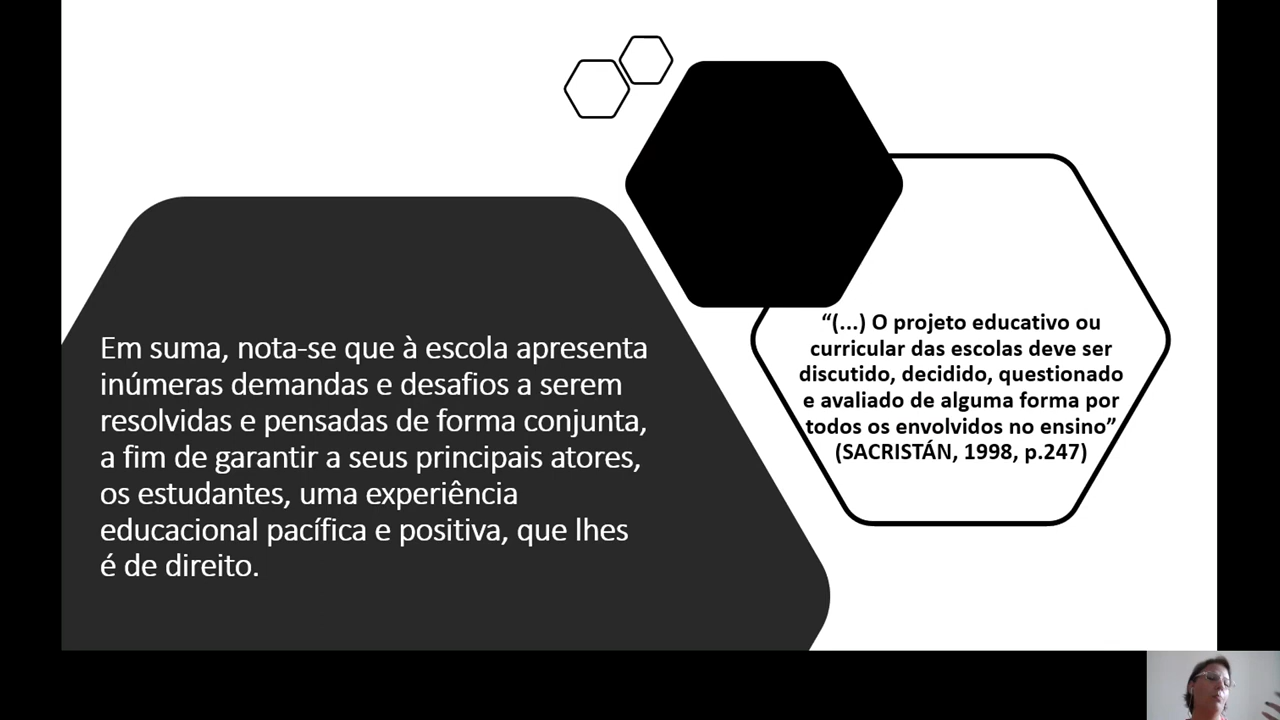 Em suma, nota-se que à escola apresenta
inúmeras demandas e desafios a serem
resolvidas e pensadas de forma conjunta,
a fim de garantir a seus principais atores,
os estudantes, uma experiência
educacional pacífica e positiva, que lhes
é de direito.
“(...) O projeto educativo ou
curricular das escolas deve ser
discutido, decidido, questionado
e avaliado de alguma forma por
todos os envolvidos no ensino”
(SACRISTÁN, 1998, p.247)